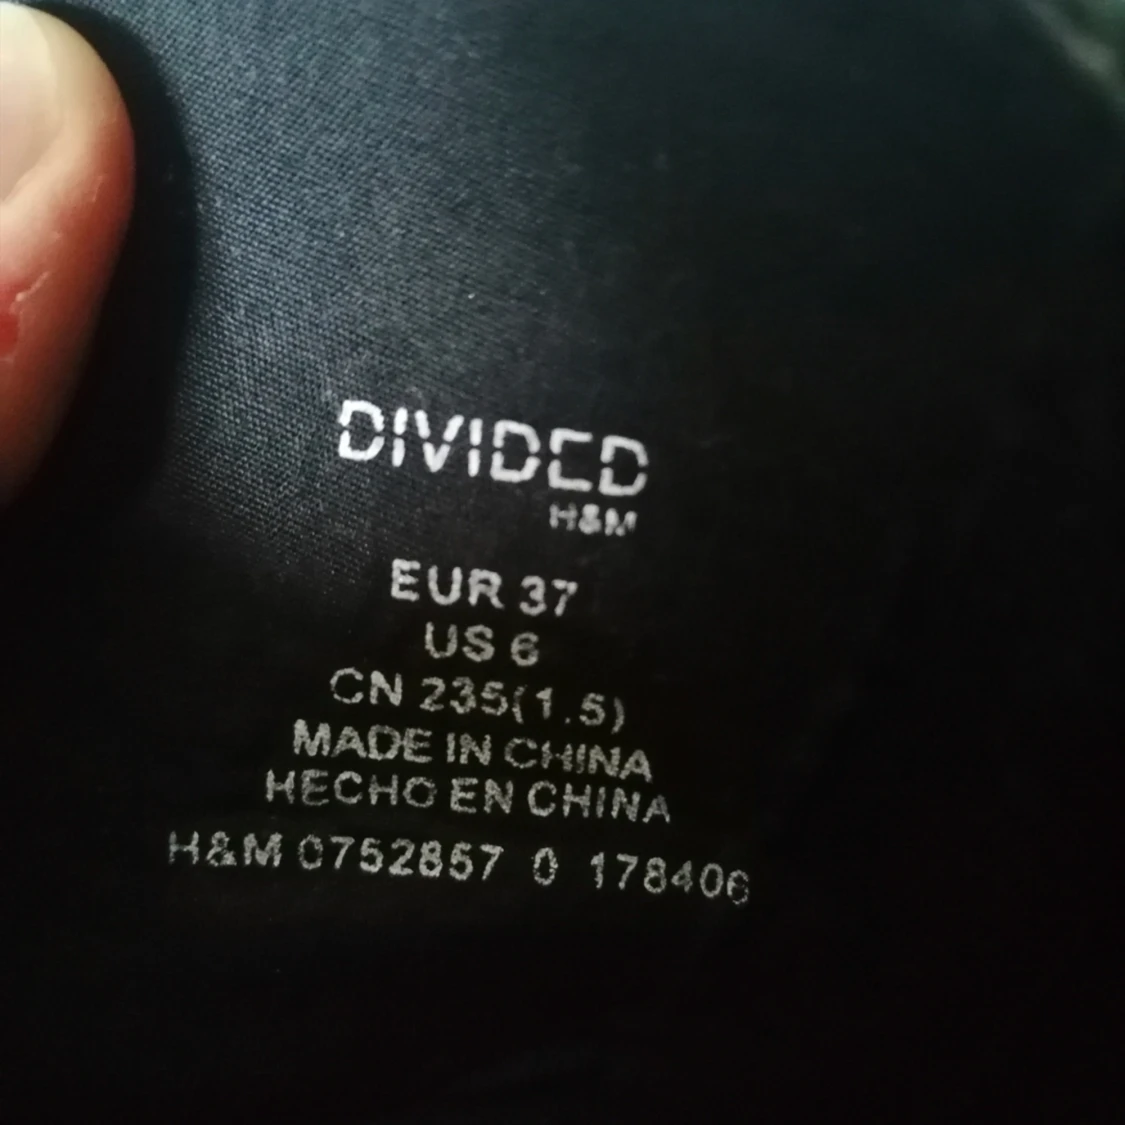 DIVIDED
H&M
EUR 37
US 6
CN 235(1.5)
MADE IN CHINA
HECHO EN CHINA
H&M 0752857 0 178406